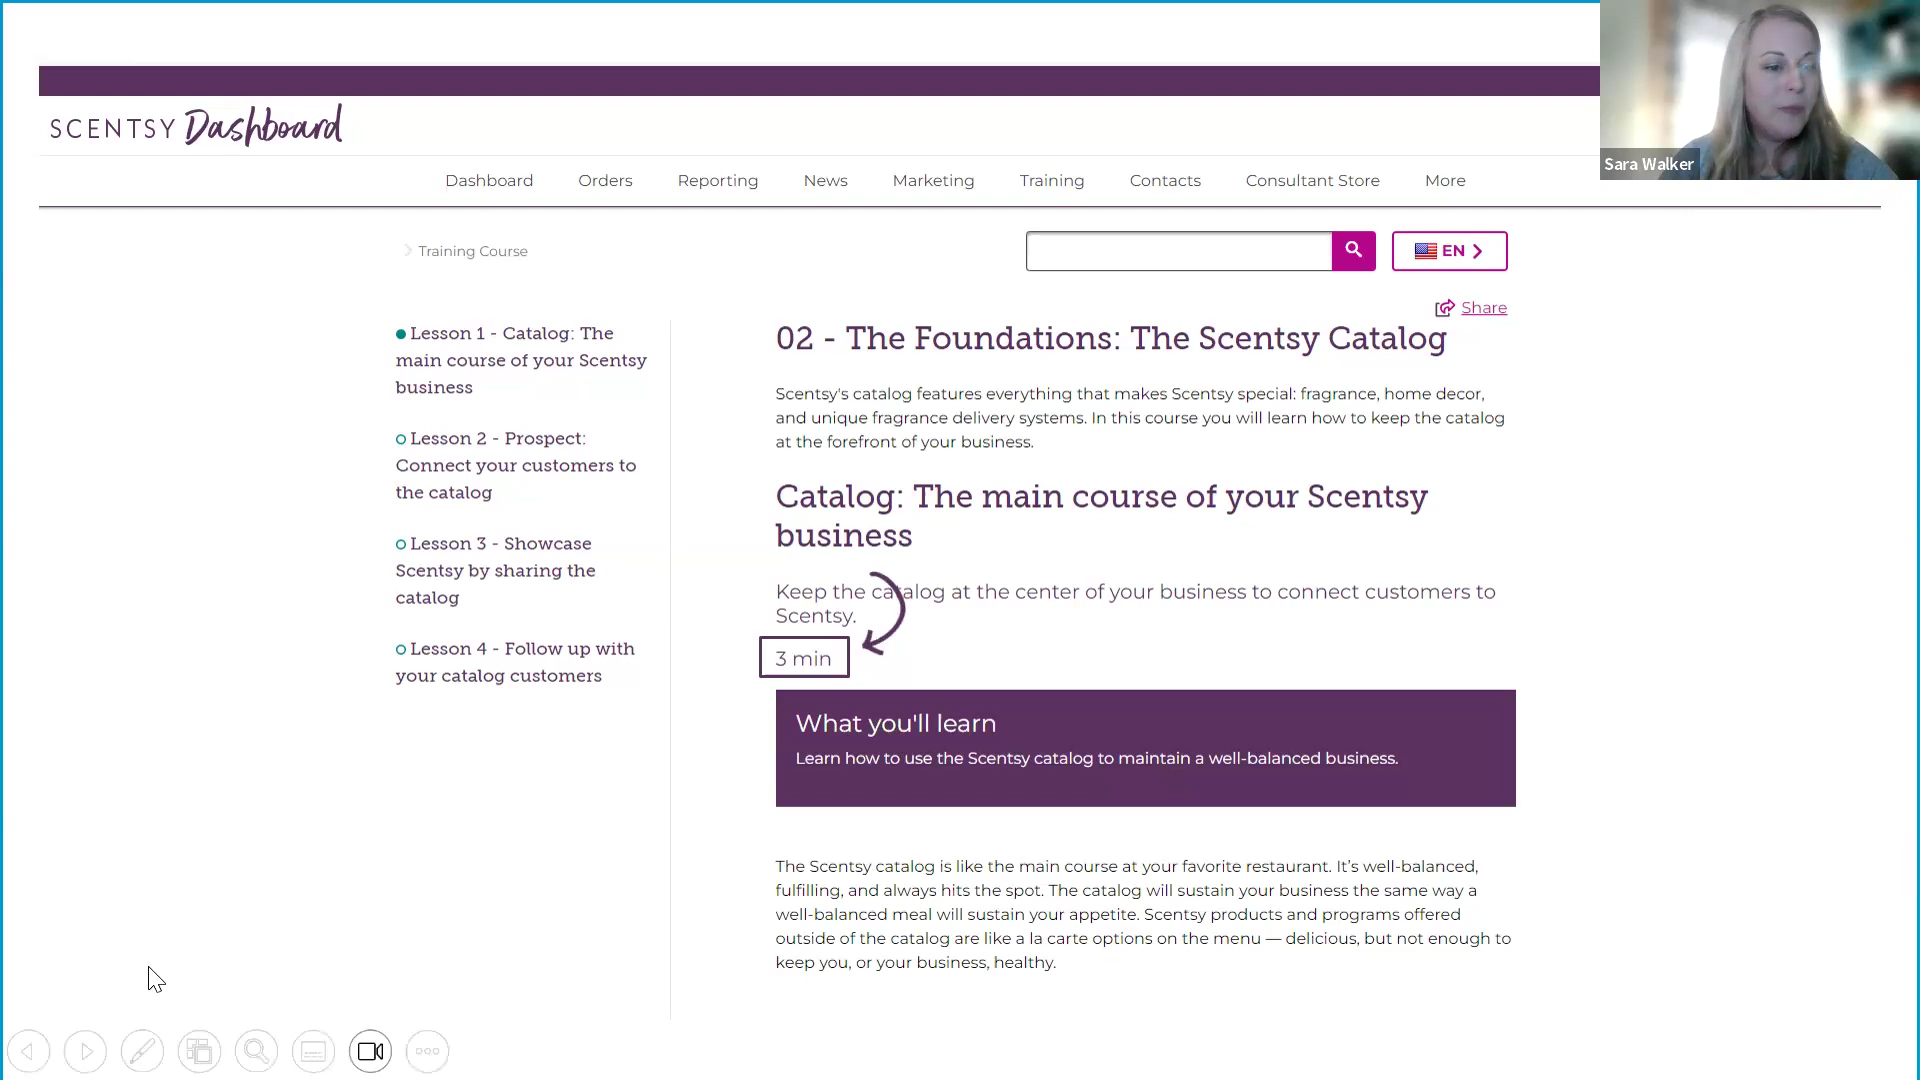 Sara Walker
SCENTSY Dashboard
Dashboard Orders Reporting News Marketing Training Contacts Consultant Store More
Training Course
EN
Share
Lesson 1 - Catalog: The
main course of your Scentsy
business
Lesson 2 - Prospect:
Connect your customers to
the catalog
Lesson 3 - Showcase
Scentsy by sharing the
catalog
Lesson 4 - Follow up with
your catalog customers
02 - The Foundations: The Scentsy Catalog
Scentsy's catalog features everything that makes Scentsy special: fragrance, home decor,
and unique fragrance delivery systems. In this course you will learn how to keep the catalog
at the forefront of your business.
Catalog: The main course of your Scentsy
business
Keep the catalog at the center of your business to connect customers to
Scentsy.
3 min
What you'll learn
Learn how to use the Scentsy catalog to maintain a well-balanced business.
The Scentsy catalog is like the main course at your favorite restaurant. It’s well-balanced,
fulfilling, and always hits the spot. The catalog will sustain your business the same way a
well-balanced meal will sustain your appetite. Scentsy products and programs offered
outside of the catalog are like a la carte options on the menu — delicious, but not enough to
keep you, or your business, healthy.